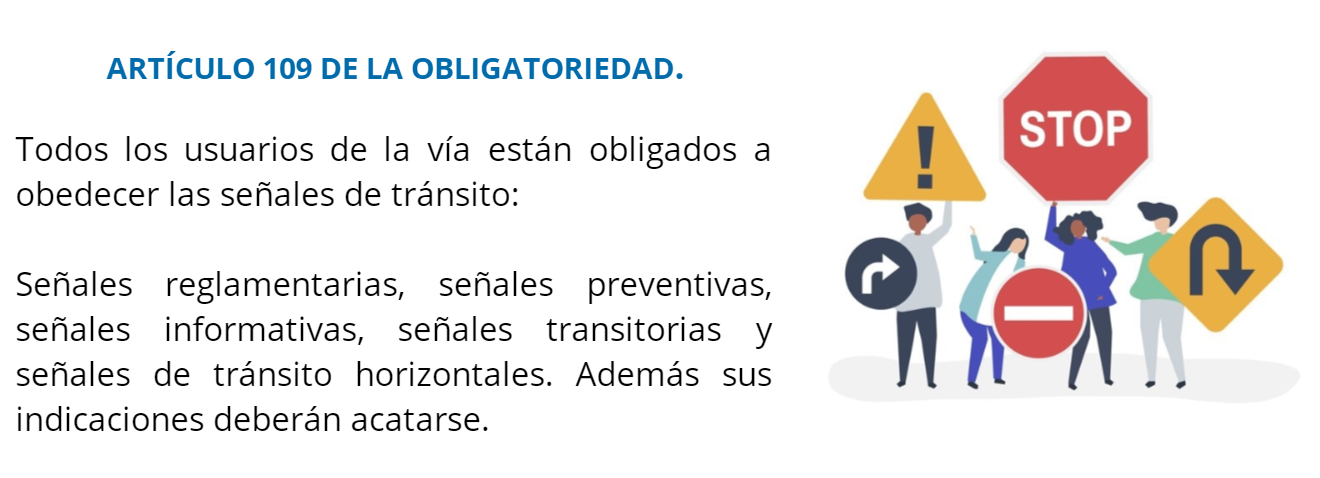 ARTÍCULO 109 DE LA OBLIGATORIEDAD.
Todos los usuarios de la vía están obligados a
obedecer las señales de tránsito:
Señales reglamentarias, señales preventivas,
señales informativas, señales transitorias y
señales de tránsito horizontales. Además sus
indicaciones deberán acatarse.
!
STOP